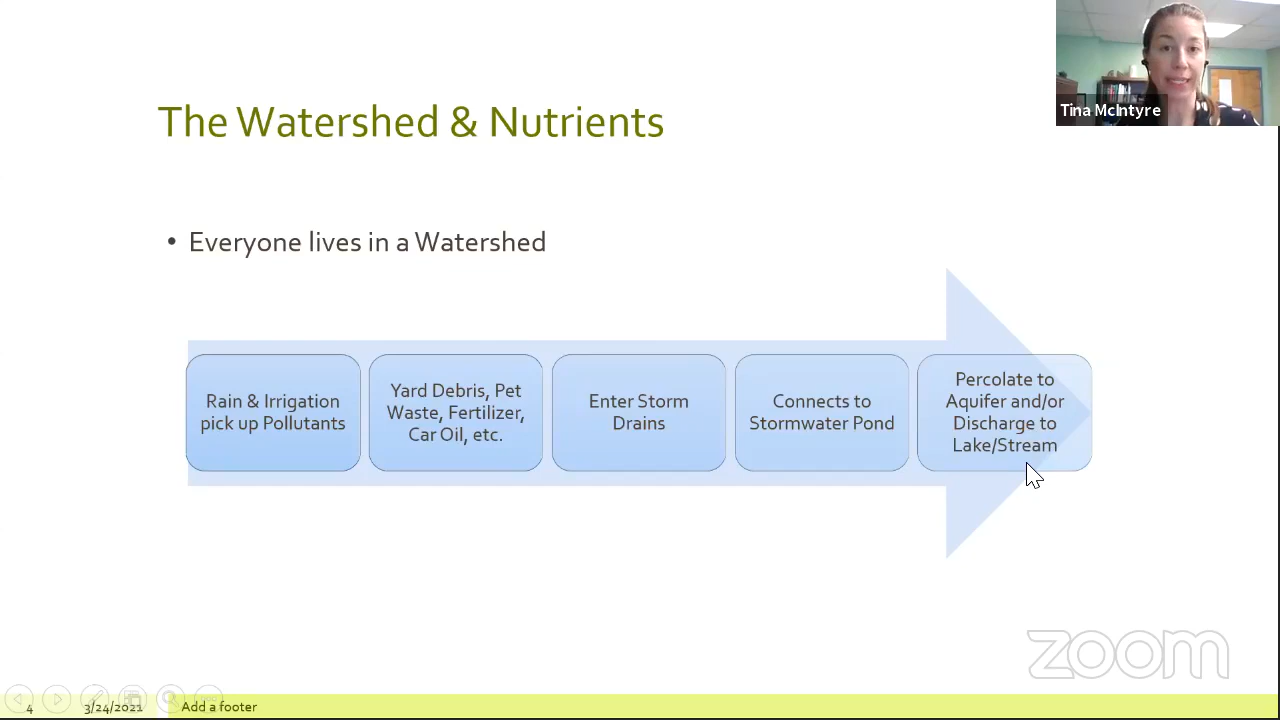 Tina McIntyre
The Watershed & Nutrients
• Everyone lives in a Watershed
Rain & Irrigation
pick up Pollutants
Yard Debris, Pet
Waste, Fertilizer,
Car Oil, etc.
Enter Storm
Drains
Connects to
Stormwater Pond
Percolate to
Aquifer and/or
Discharge to
Lake/Stream
zoom
4
3/24/2021
Add a footer